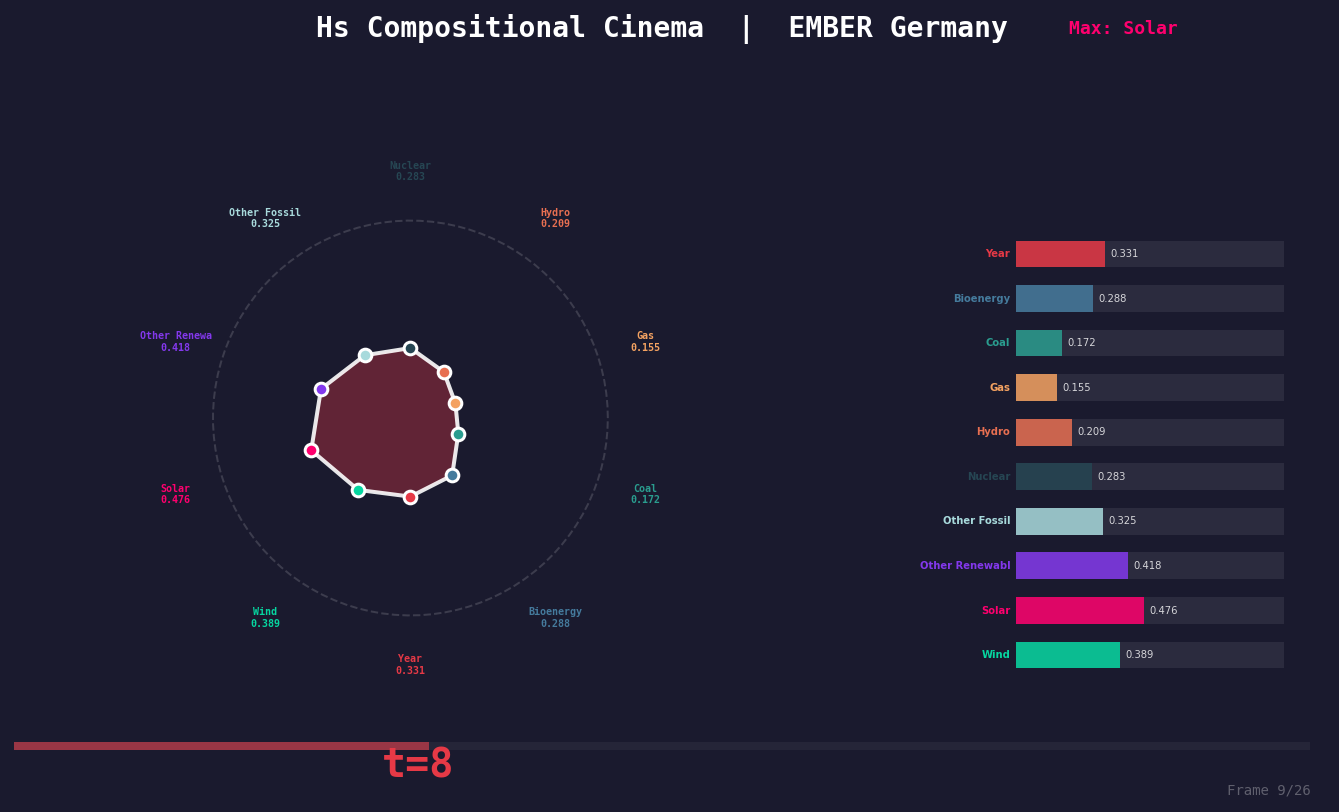 Hs Compositional Cinema | EMBER Germany
Max: Solar
Nuclear
0.283
Other Fossil
0.325
Hydro
0.209
Other Renewa
0.418
Gas
0.155
Solar
0.476
Coal
0.172
Wind
0.389
Bioenergy
0.288
Year
0.331
Year 0.331
Bioenergy 0.288
Coal 0.172
Gas 0.155
Hydro 0.209
Nuclear 0.283
Other Fossil 0.325
Other Renewabl 0.418
Solar 0.476
Wind 0.389
t=8
Frame 9/26